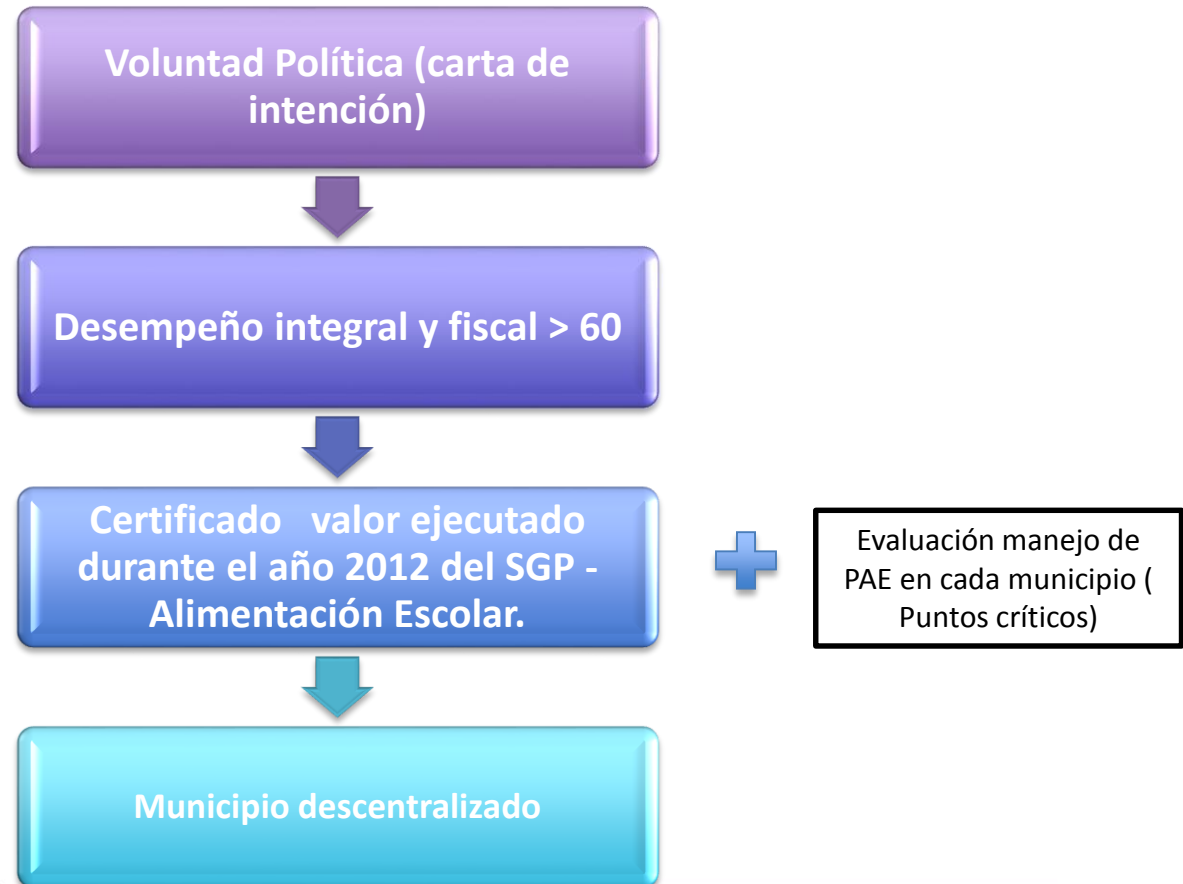 Voluntad Política (carta de
intención)
Desempeño integral y fiscal > 60
Certificado valor ejecutado
durante el año 2012 del SGP -
Alimentación Escolar.
Evaluación manejo de
PAE en cada municipio (
Puntos críticos)
Municipio descentralizado